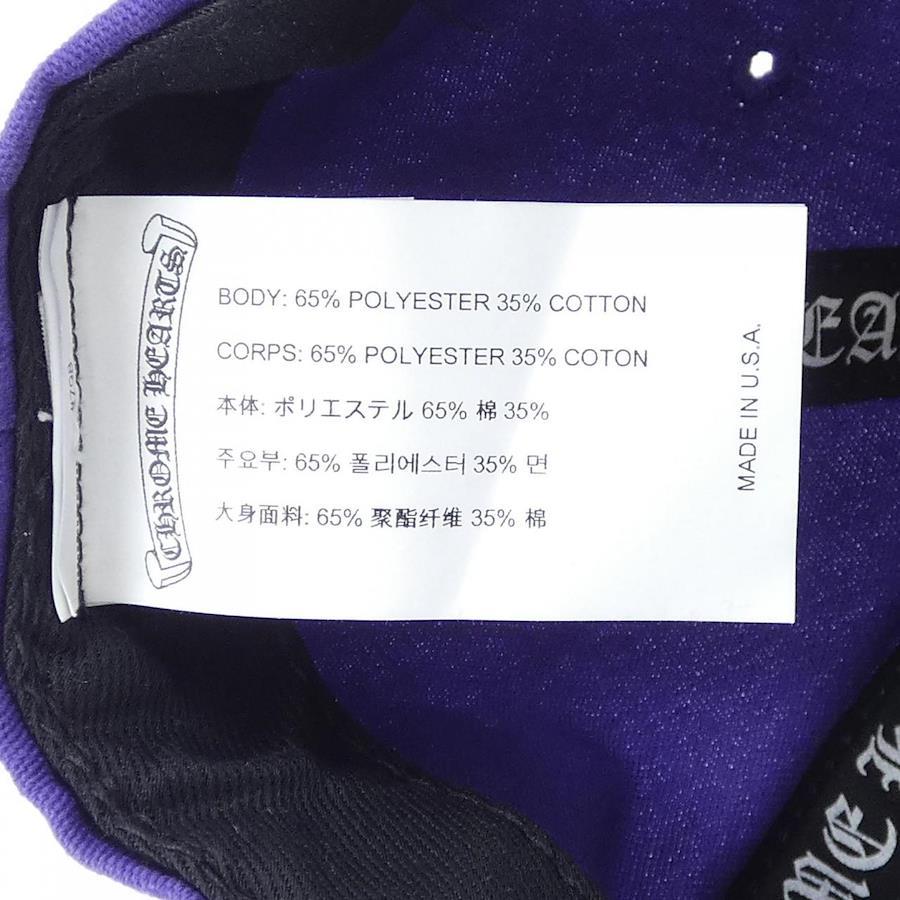 CHROME HEARTS
BODY: 65% POLYESTER 35% COTTON
CORPS: 65% POLYESTER 35% COTON
本体: ポリエステル 65% 棉 35%
주요부: 65% 폴리에스터 35% 면
大身面料: 65% 聚酯纤维 35% 棉
MADE IN U.S.A.
EA
OME H